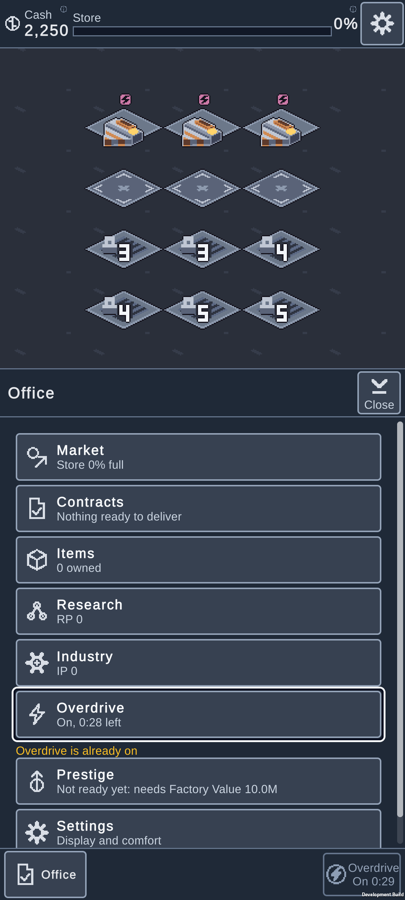 Cash
2,250
Store
0%
3
3
4
4
5
5
Office
Close
Market
Store 0% full
Contracts
Nothing ready to deliver
Items
0 owned
Research
RP 0
Industry
IP 0
Overdrive
On, 0:28 left
Overdrive is already on
Prestige
Not ready yet: needs Factory Value 10.0M
Settings
Display and comfort
Office
Overdrive
On 0:29
Development Build